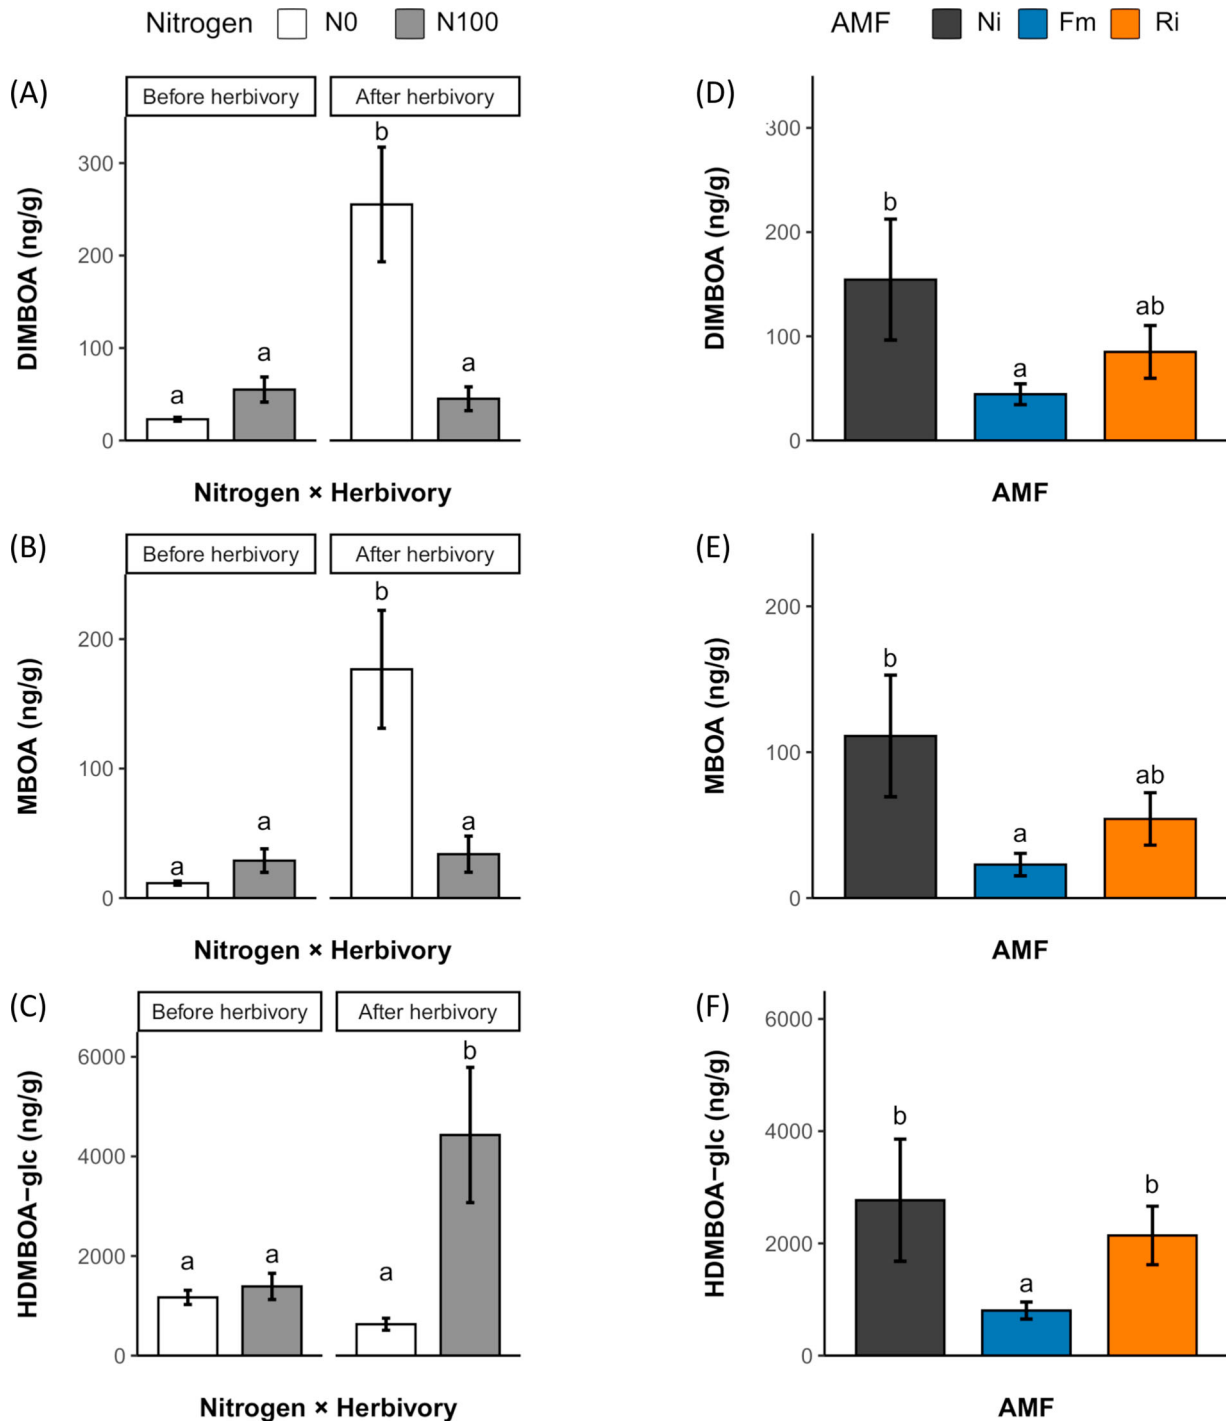 Nitrogen N0 N100
AMF Ni Fm Ri
(A)
Before herbivory After herbivory
DIMBOA (ng/g)
300
200
100
0
a a b a
Nitrogen × Herbivory
(D)
DIMBOA (ng/g)
300
200
100
0
b a ab
AMF
(B)
Before herbivory After herbivory
MBOA (ng/g)
200
100
0
a a b a
Nitrogen × Herbivory
(E)
MBOA (ng/g)
200
100
0
b a ab
AMF
(C)
Before herbivory After herbivory
HDMBOA−glc (ng/g)
6000
4000
2000
0
a a a b
Nitrogen × Herbivory
(F)
HDMBOA−glc (ng/g)
6000
4000
2000
0
b a b
AMF